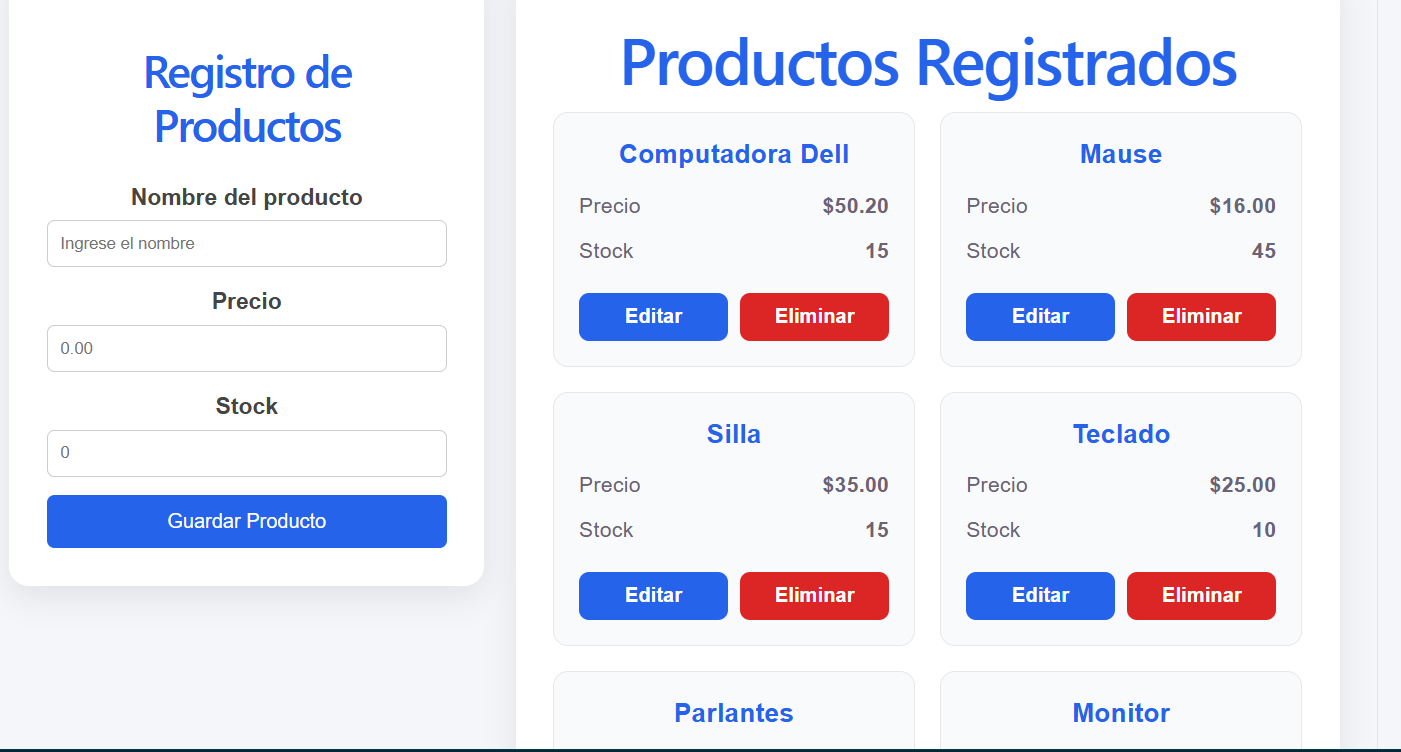 Registro de
Productos
Nombre del producto
Ingrese el nombre
Precio
0.00
Stock
0
Guardar Producto
Productos Registrados
Computadora Dell
Precio $50.20
Stock 15
Editar Eliminar
Mause
Precio $16.00
Stock 45
Editar Eliminar
Silla
Precio $35.00
Stock 15
Editar Eliminar
Teclado
Precio $25.00
Stock 10
Editar Eliminar
Parlantes
Monitor